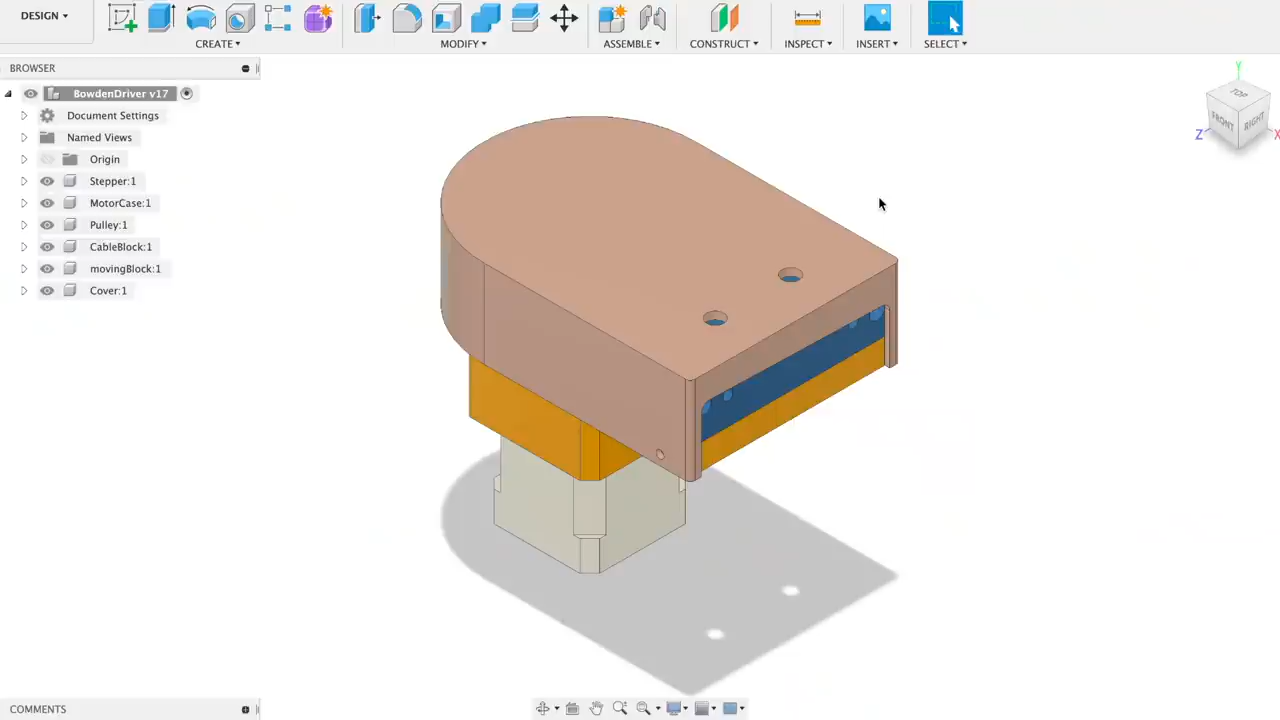 DESIGN
CREATE
MODIFY
ASSEMBLE
CONSTRUCT
INSPECT
INSERT
SELECT
BROWSER
BowdenDriver v17
Document Settings
Named Views
Origin
Stepper:1
MotorCase:1
Pulley:1
CableBlock:1
movingBlock:1
Cover:1
Y
TOP
FRONT
RIGHT
Z
X
COMMENTS